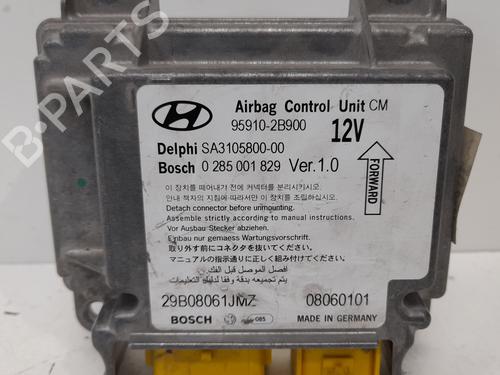 B-PARTS
Airbag Control Unit CM
95910-2B900
12V
Delphi SA3105800-00
Bosch 0 285 001 829 Ver.1.0
FORWARD
이 장치를 떼어내기 전에 커넥터를 분리시키시오.
안내 책자의 지침에 따라서 이 장치를 조립하십시오.
Detach connector before unmounting.
Assemble strictly according to manual instructions.
Vor Ausbau Stecker abziehen.
Einbau nur gemaess Wartungsvorschrift.
取り外す前にコネクタを抜いてください。
マニュアルの指示に正しく従って組み付けてください。
افصل الموصل قبل الفك.
يتم تجميعه بدقة وفقا لدليل التعليمات
29B08061JMZ
08060101
BOSCH
085
MADE IN GERMANY